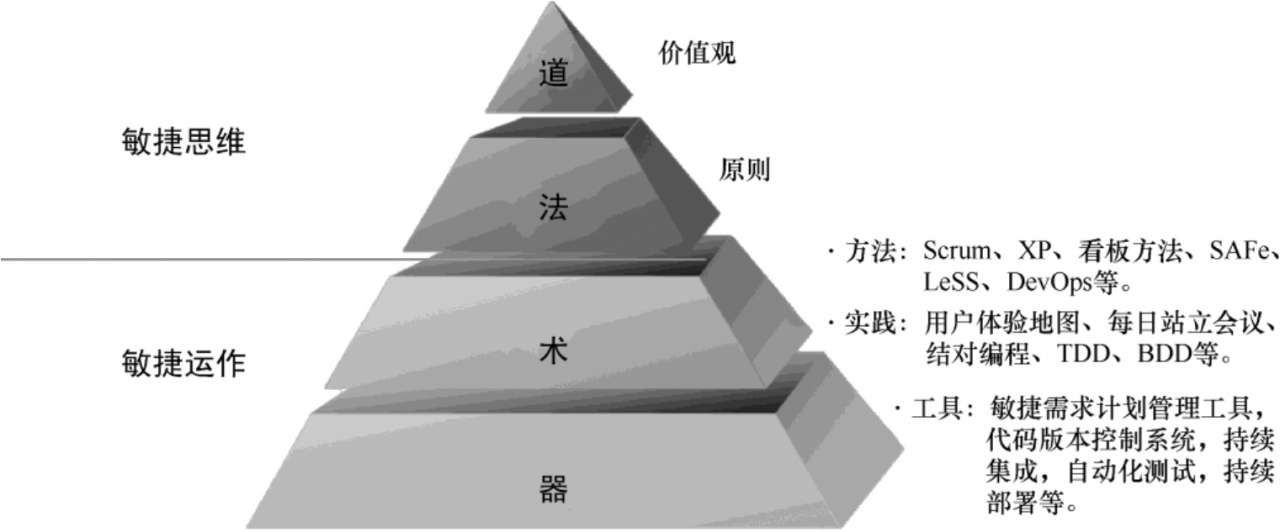 道
价值观
敏捷思维
原则
法
· 方法：Scrum、XP、看板方法、SAFe、
LeSS、DevOps等。
· 实践：用户体验地图、每日站立会议、
结对编程、TDD、BDD等。
术
敏捷运作
· 工具：敏捷需求计划管理工具，
代码版本控制系统，持续
集成，自动化测试，持续
部署等。
器